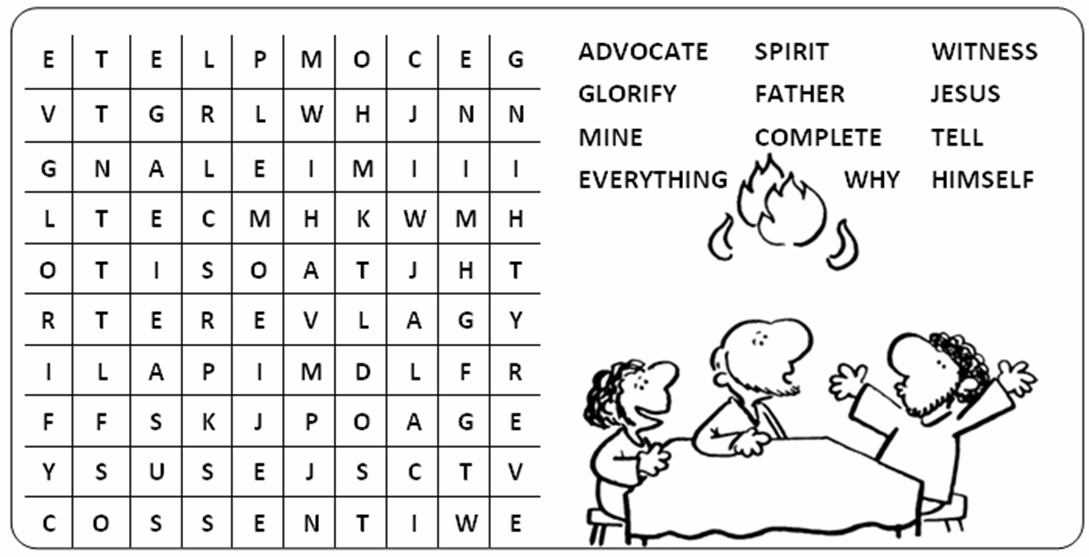 E T E L P M O C E G
V T G R L W H J N N
G N A L E I M I I I
L T E C M H K W M H
O T I S O A T J H T
R T E R E V L A G Y
I L A P I M D L F R
F F S K J P O A G E
Y S U S E J S C T V
C O S S E N T I W E
ADVOCATE SPIRIT WITNESS
GLORIFY FATHER JESUS
MINE COMPLETE TELL
EVERYTHING WHY HIMSELF